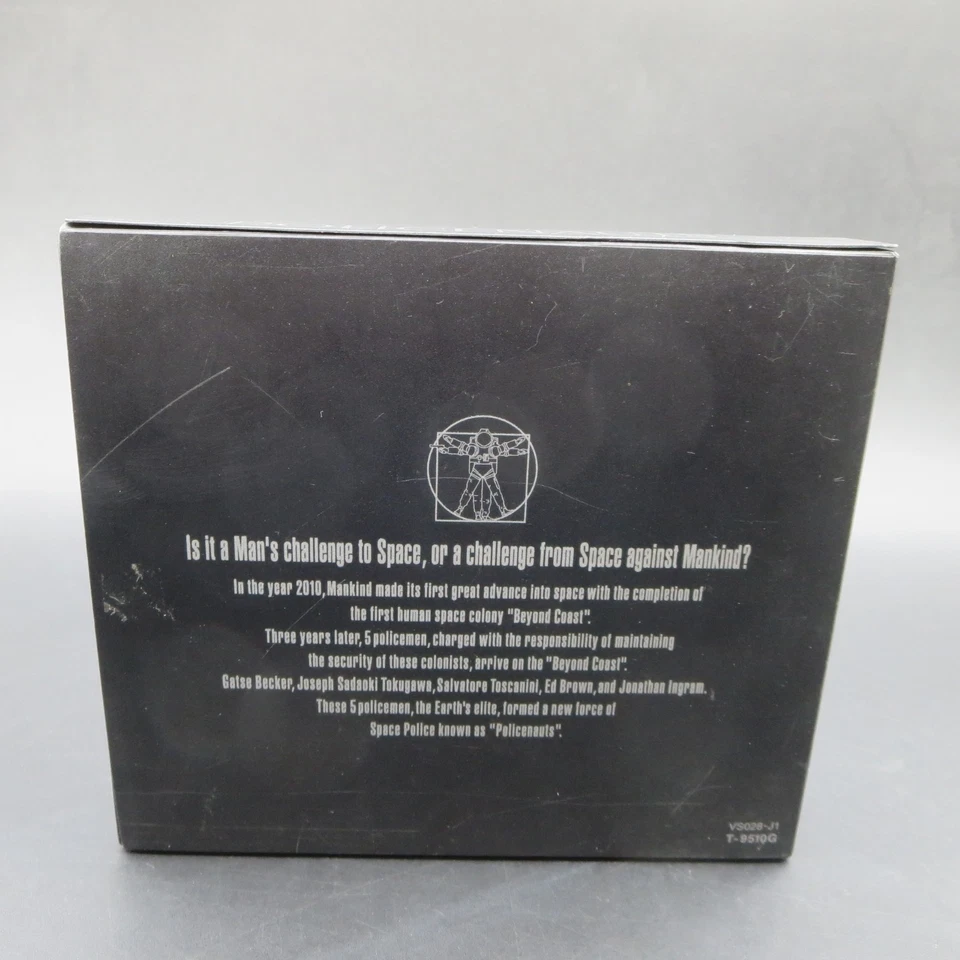 Is it a Man's challenge to Space, or a challenge from Space against Mankind?
In the year 2010, Mankind made its first great advance into space with the completion of
the first human space colony "Beyond Coast".
Three years later, 5 policemen, charged with the responsibility of maintaining
the security of these colonists, arrive on the "Beyond Coast".
Gates Becker, Joseph Sadaoki Tokugawa, Salvatore Toscanini, Ed Brown, and Jonathan Ingram.
These 5 policemen, the Earth's elite, formed a new force of
Space Police known as "Policenauts".
VS028-J1
T-9510G